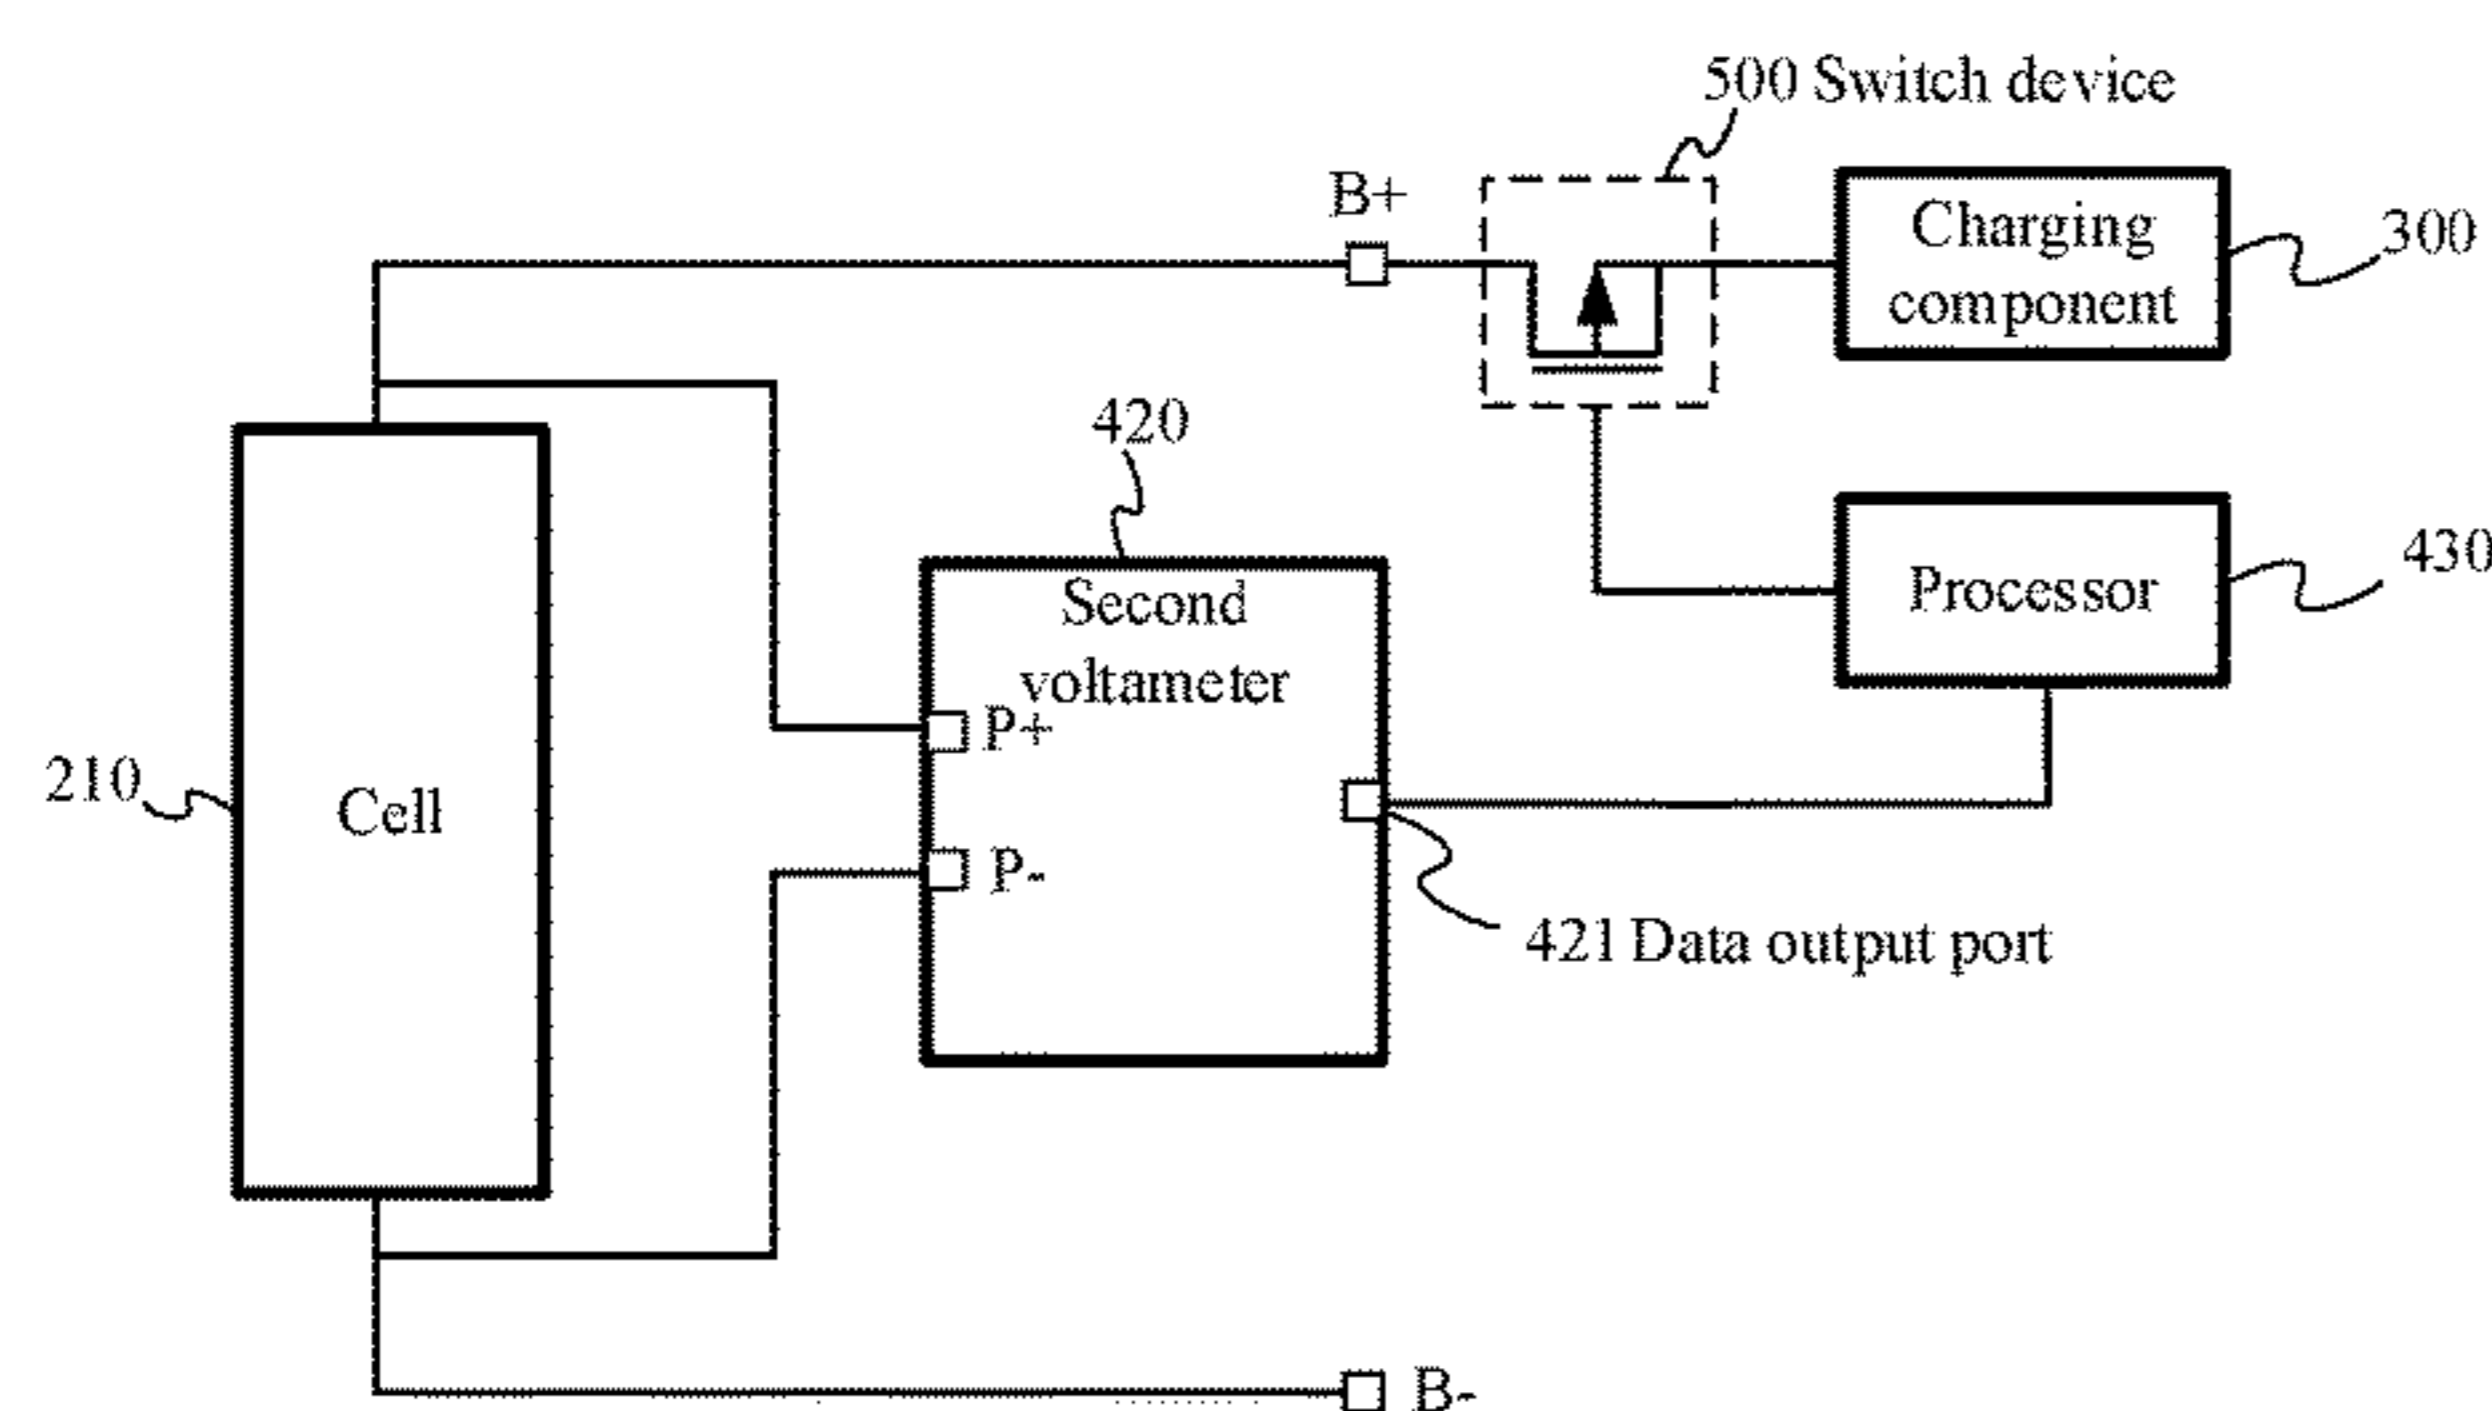 500 Switch device
B+
Charging
component
300
420
Second
voltameter
Processor
430
P+
210
Cell
P-
421 Data output port
B-